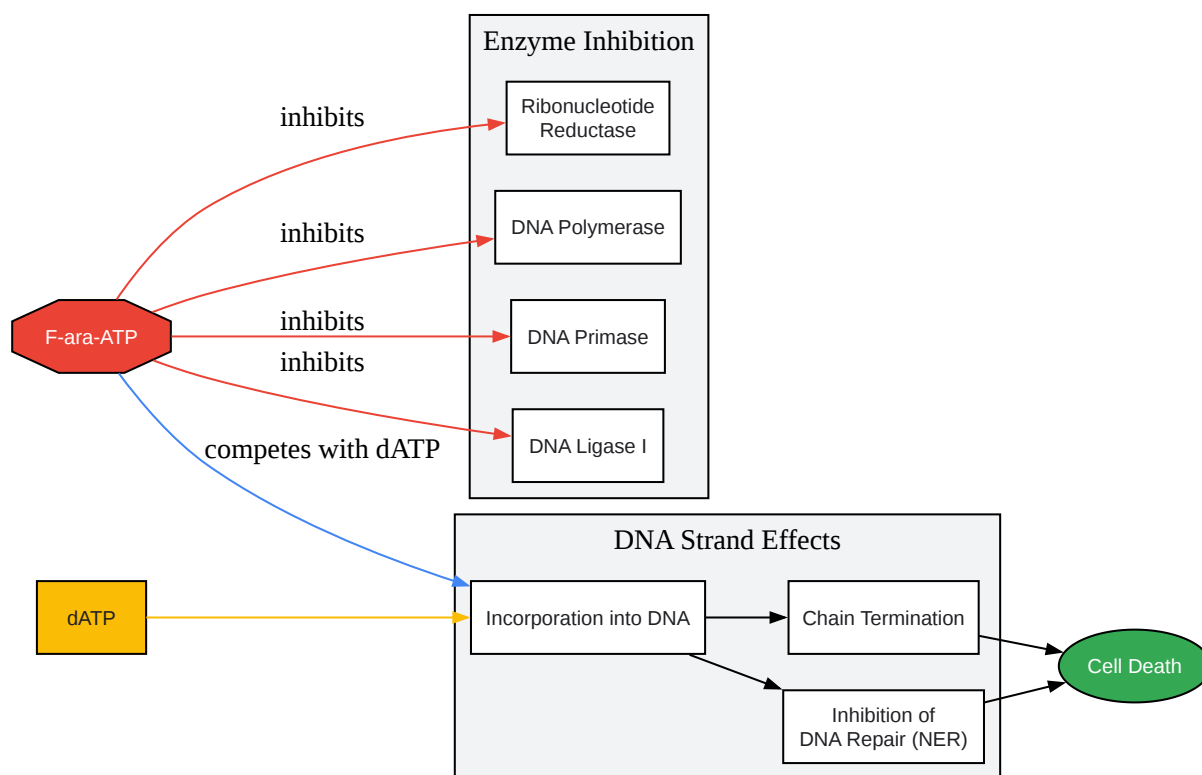 Enzyme Inhibition
Ribonucleotide
Reductase
inhibits
DNA Polymerase
inhibits
DNA Primase
inhibits
F-ara-ATP
inhibits
DNA Ligase I
competes with dATP
DNA Strand Effects
dATP
Incorporation into DNA
Chain Termination
Cell Death
Inhibition of
DNA Repair (NER)